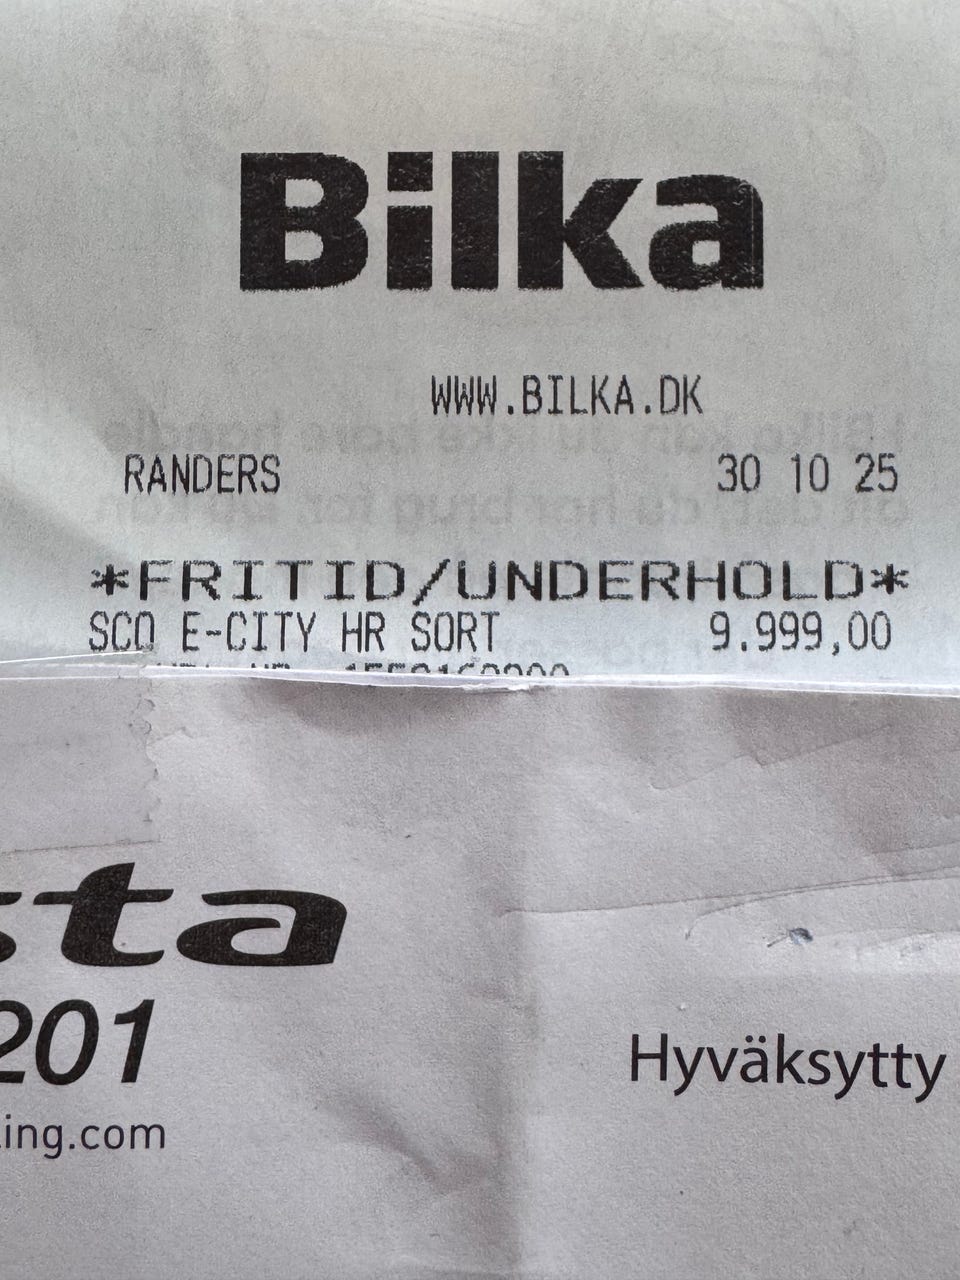 Bilka
WWW.BILKA.DK
RANDERS 30 10 25
*FRITID/UNDERHOLD*
SCO E-CITY HR SORT 9.999,00
sta
201
ing.com
Hyväksytty